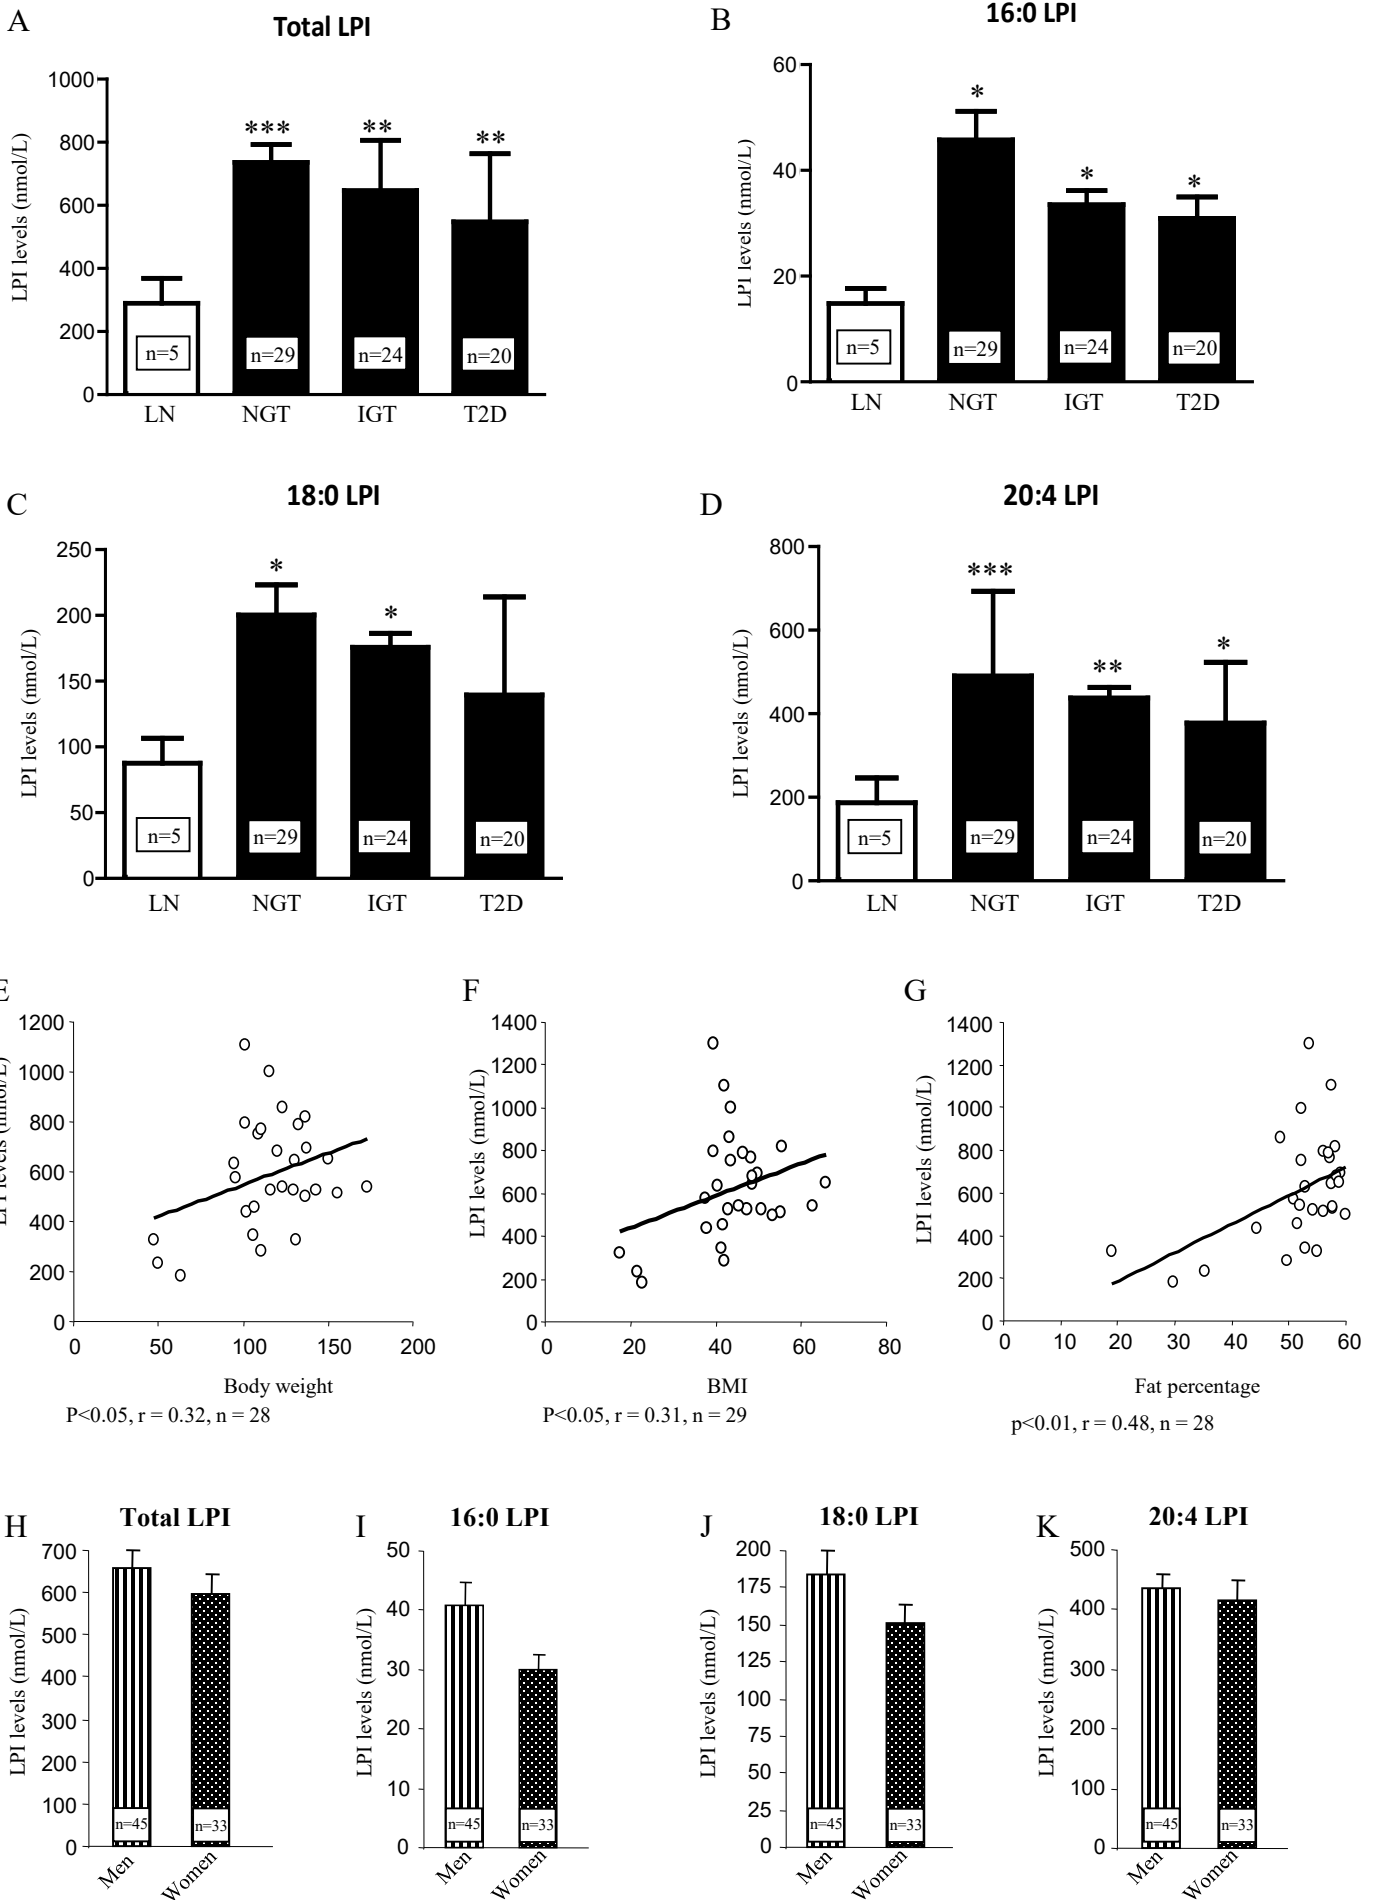 A
Total LPI
LPI levels (nmol/L)
1000
800
600
400
200
0
***
**
**
n=5
n=29
n=24
n=20
LN
NGT
IGT
T2D
B
16:0 LPI
LPI levels (nmol/L)
60
40
20
0
*
*
*
n=5
n=29
n=24
n=20
LN
NGT
IGT
T2D
C
18:0 LPI
LPI levels (nmol/L)
250
200
150
100
50
0
*
*
n=5
n=29
n=24
n=20
LN
NGT
IGT
T2D
D
20:4 LPI
LPI levels (nmol/L)
800
600
400
200
0
***
**
*
n=5
n=29
n=24
n=20
LN
NGT
IGT
T2D
E
LPI levels (nmol/L)
1200
1000
800
600
400
200
0
0
50
100
150
200
Body weight
P<0.05, r = 0.32, n = 28
F
LPI levels (nmol/L)
1400
1200
1000
800
600
400
200
0
0
20
40
60
80
BMI
P<0.05, r = 0.31, n = 29
G
LPI levels (nmol/L)
1400
1200
1000
800
600
400
200
0
0
10
20
30
40
50
60
Fat percentage
p<0.01, r = 0.48, n = 28
H
Total LPI
LPI levels (nmol/L)
700
600
500
400
300
200
100
0
n=45
n=33
Men
Women
I
16:0 LPI
LPI levels (nmol/L)
50
40
30
20
10
0
n=45
n=33
Men
Women
J
18:0 LPI
LPI levels (nmol/L)
200
175
150
125
100
75
50
25
0
n=45
n=33
Men
Women
K
20:4 LPI
LPI levels (nmol/L)
500
400
300
200
100
0
n=45
n=33
Men
Women